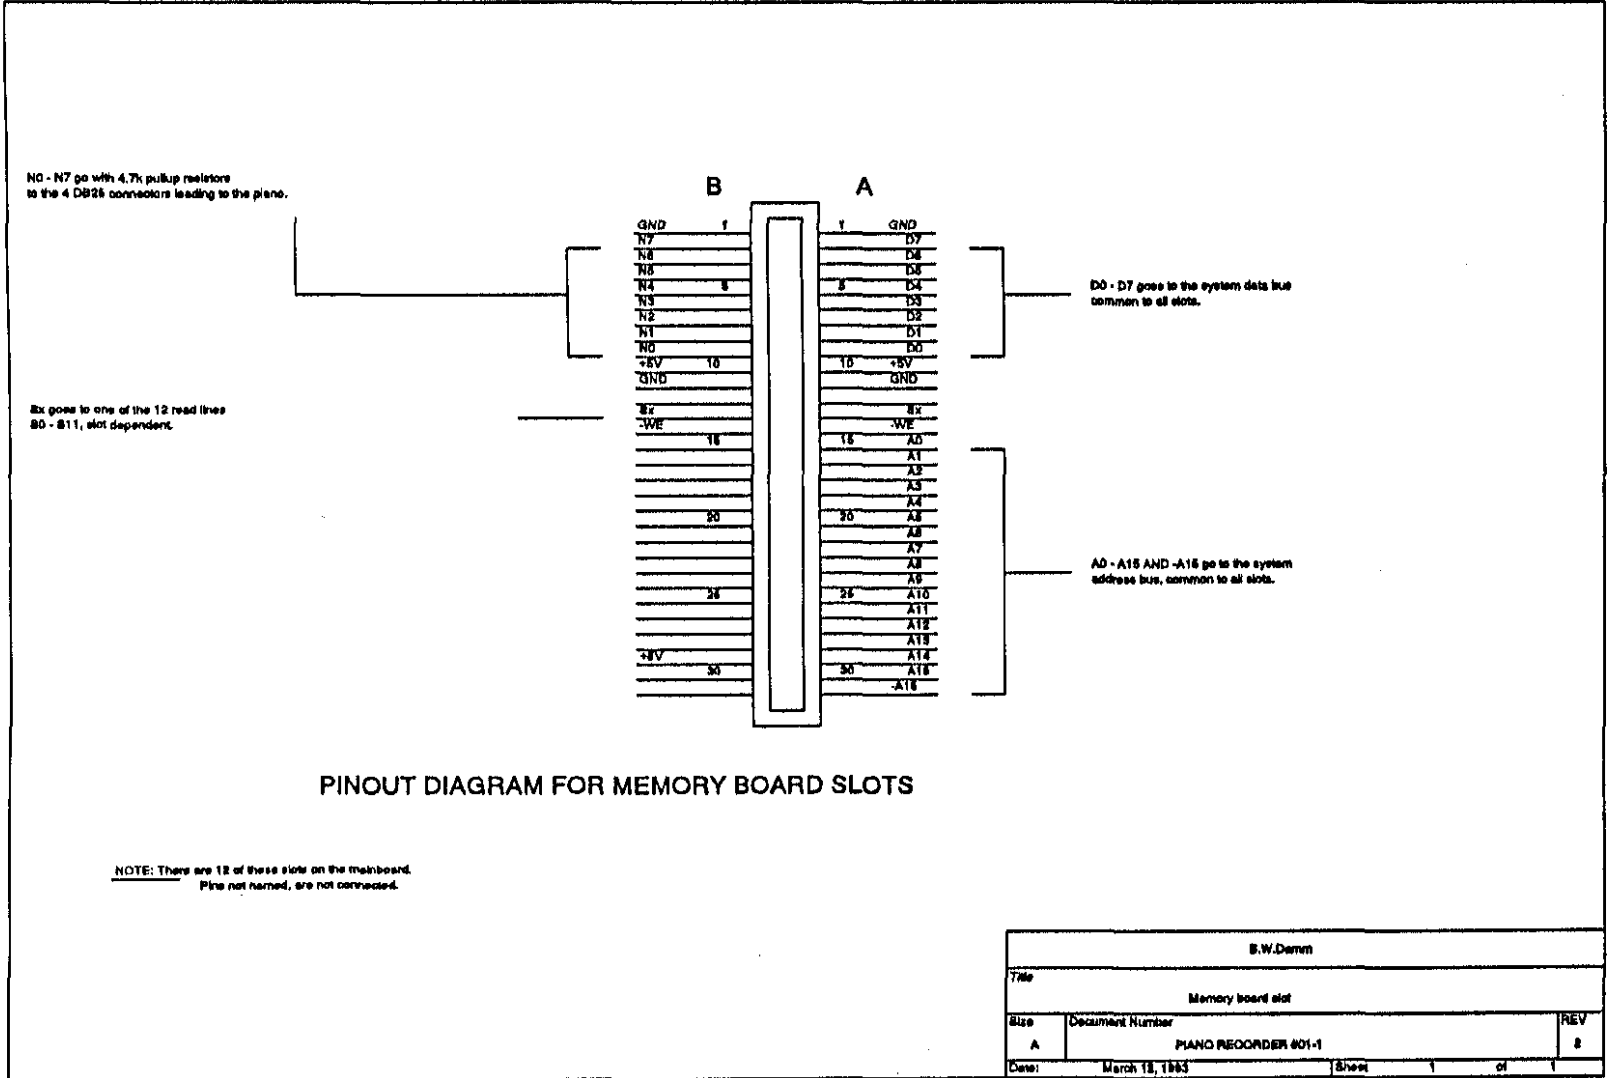 N0 - N7 go with 4.7k pullup resistors
to the 4 DB25 connectors leading to the piano.
B A
GND 1 1 GND
N7 D7
N6 D6
N5 D5
N4 5 5 D4
N3 D3
N2 D2
N1 D1
N0 D0
+5V 10 10 +5V
GND GND
Sx Sx
-WE -WE
15 15 A0
A1
A2
A3
A4
20 20 A5
A6
A7
A8
A9
25 25 A10
A11
A12
A13
+5V A14
30 30 A15
-A15
D0 - D7 goes to the system data bus
common to all slots.
Sx goes to one of the 12 read lines
S0 - S11, slot dependent.
A0 - A15 AND -A15 go to the system
address bus, common to all slots.
PINOUT DIAGRAM FOR MEMORY BOARD SLOTS
NOTE: There are 12 of these slots on the mainboard.
Pins not named, are not connected.
S.W.Damm
Title
Memory board slot
Size Document Number REV
A PIANO RECORDER #01-1 2
Date: March Sheet 1 of 1